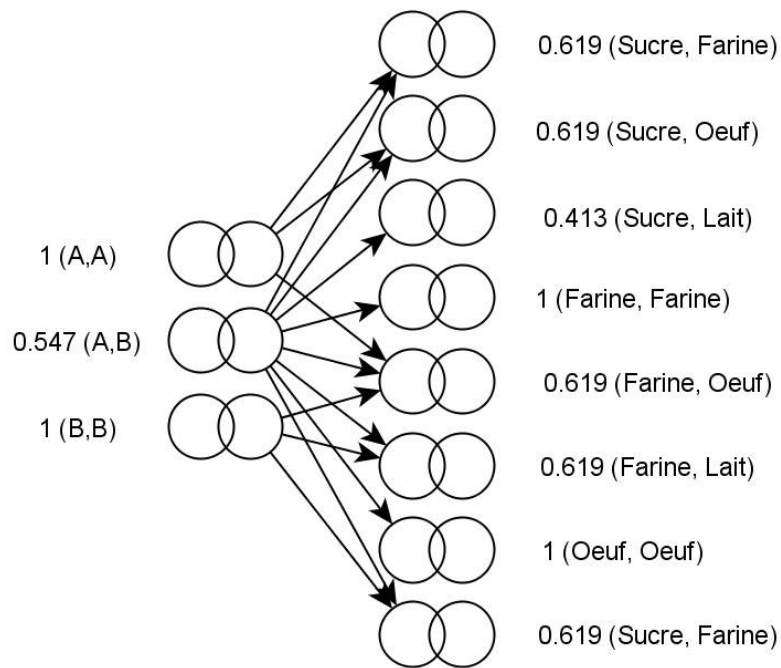 0.619 (Sucre, Farine)
0.619 (Sucre, Oeuf)
0.413 (Sucre, Lait)
1 (A,A)
1 (Farine, Farine)
0.547 (A,B)
0.619 (Farine, Oeuf)
1 (B,B)
0.619 (Farine, Lait)
1 (Oeuf, Oeuf)
0.619 (Sucre, Farine)